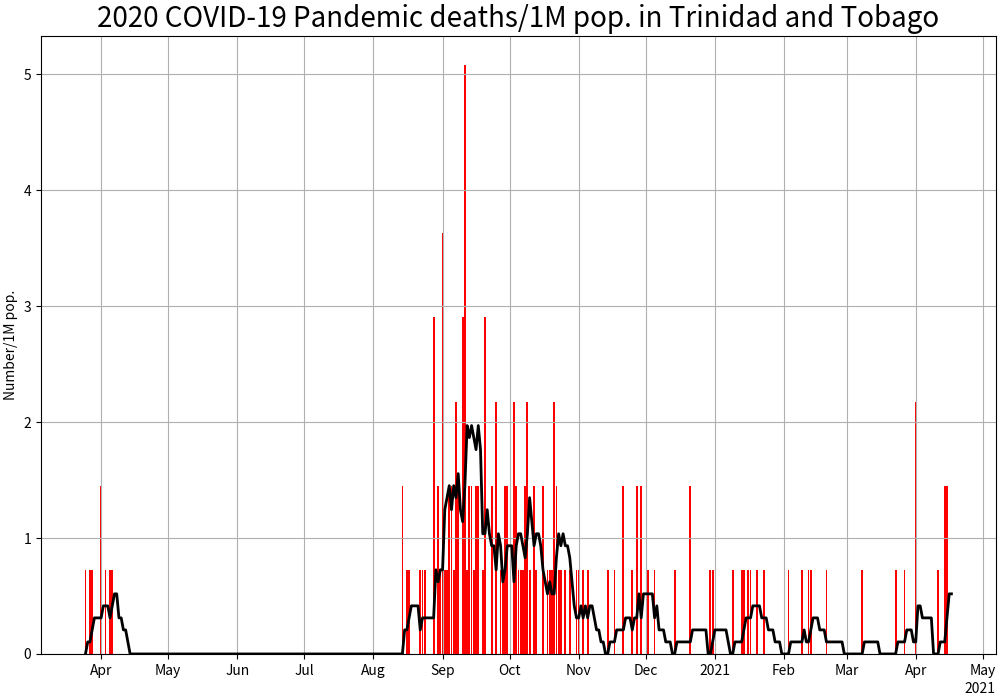 2020 COVID-19 Pandemic deaths/1M pop. in Trinidad and Tobago
Number/1M pop.
5
4
3
2
1
0
Apr May Jun Jul Aug Sep Oct Nov Dec 2021 Feb Mar Apr May
2021